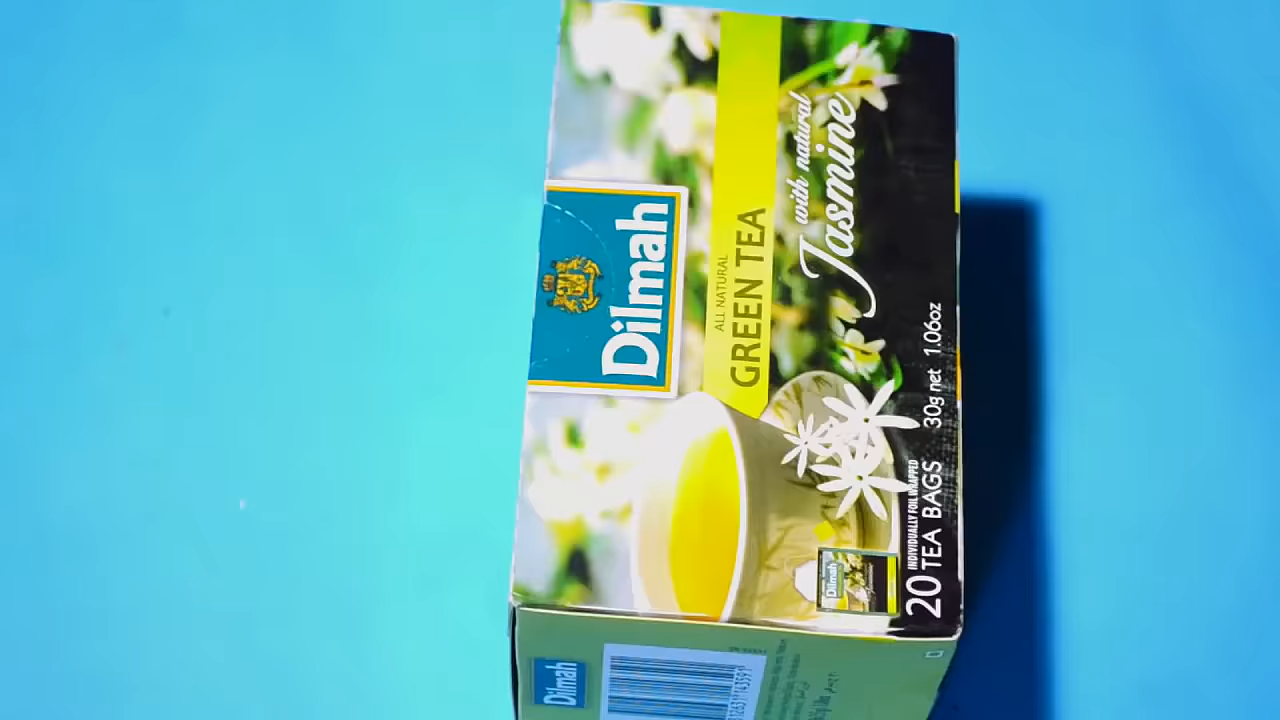 Dilmah
ALL NATURAL
GREEN TEA
with natural
Jasmine
INDIVIDUALLY FOIL WRAPPED
20 TEA BAGS 30g net 1.06oz
Dilmah
Dilmah